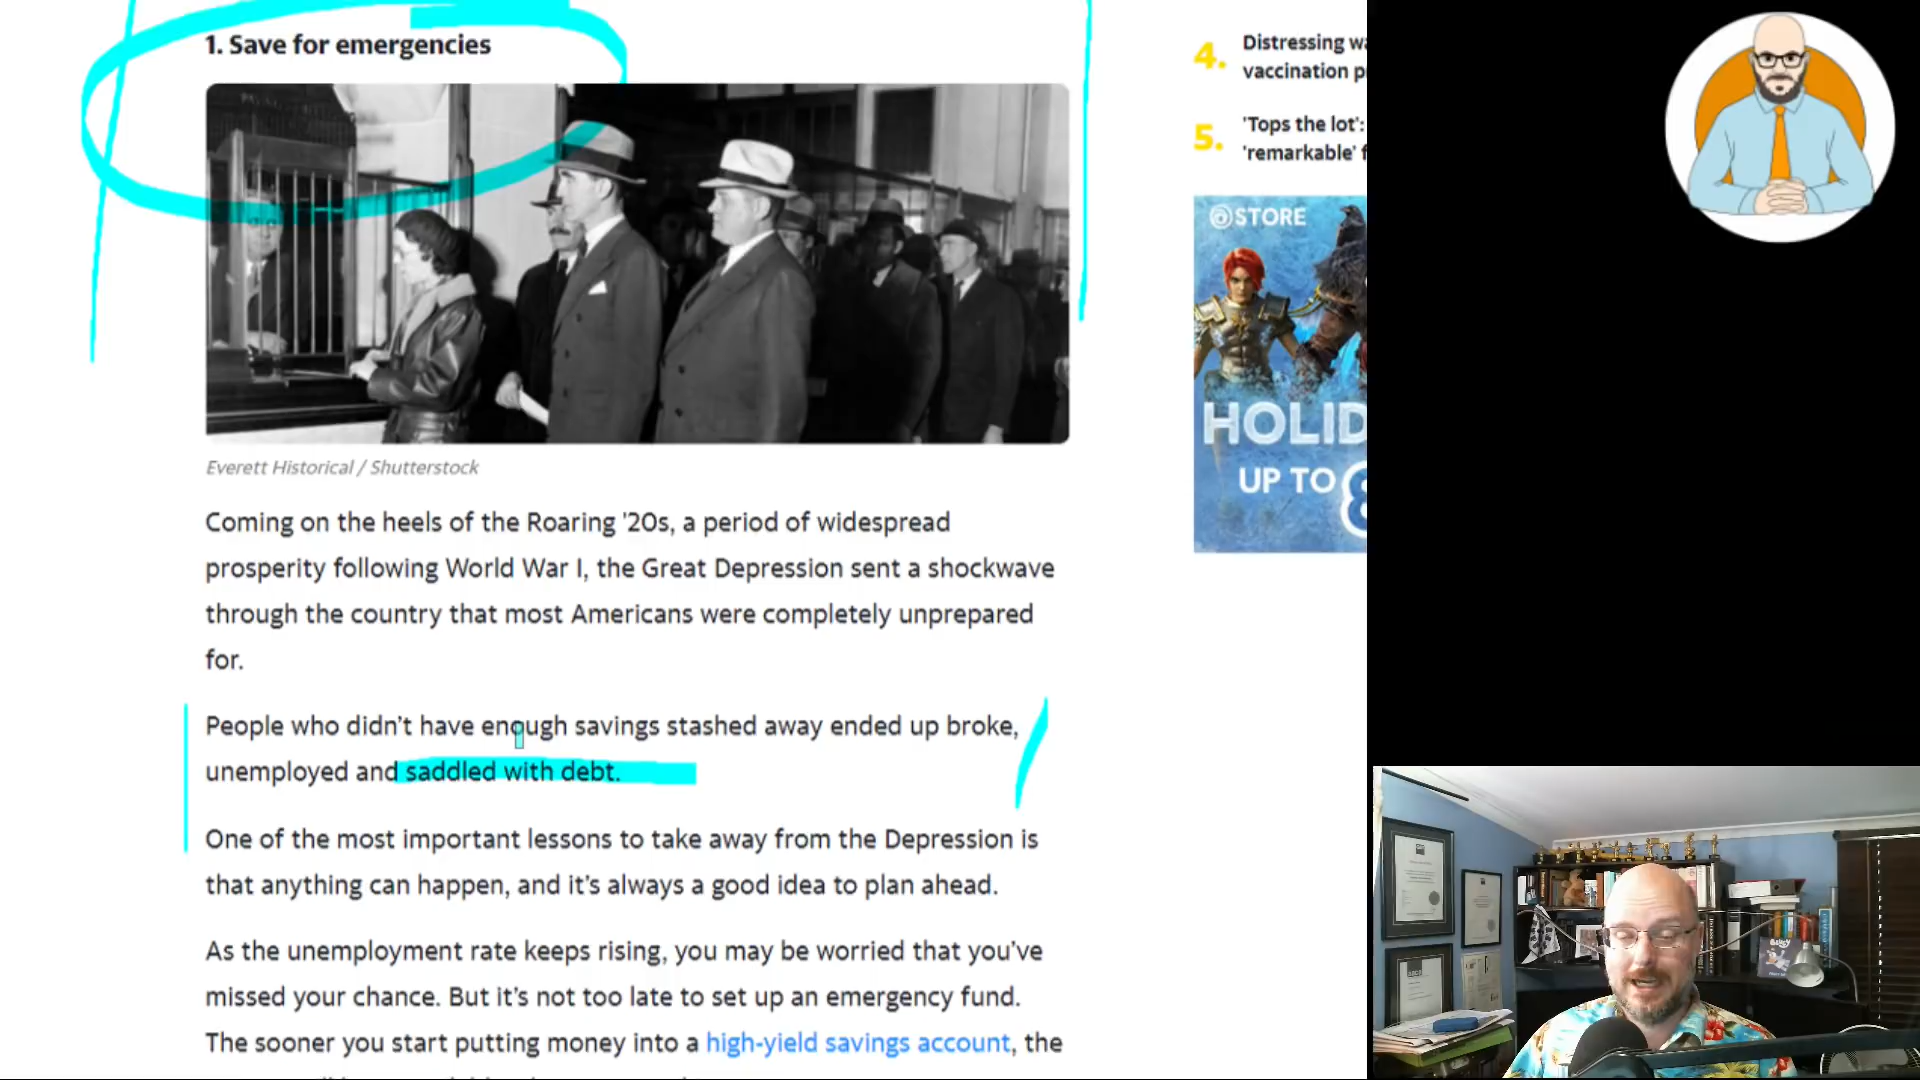 1. Save for emergencies
Everett Historical / Shutterstock
Coming on the heels of the Roaring '20s, a period of widespread
prosperity following World War I, the Great Depression sent a shockwave
through the country that most Americans were completely unprepared
for.
People who didn't have enough savings stashed away ended up broke,
unemployed and saddled with debt.
One of the most important lessons to take away from the Depression is
that anything can happen, and it's always a good idea to plan ahead.
As the unemployment rate keeps rising, you may be worried that you've
missed your chance. But it's not too late to set up an emergency fund.
The sooner you start putting money into a high-yield savings account, the
4. Distressing
vaccination
5. 'Tops the lot':
'remarkable'
STORE
HOLID
UP TO